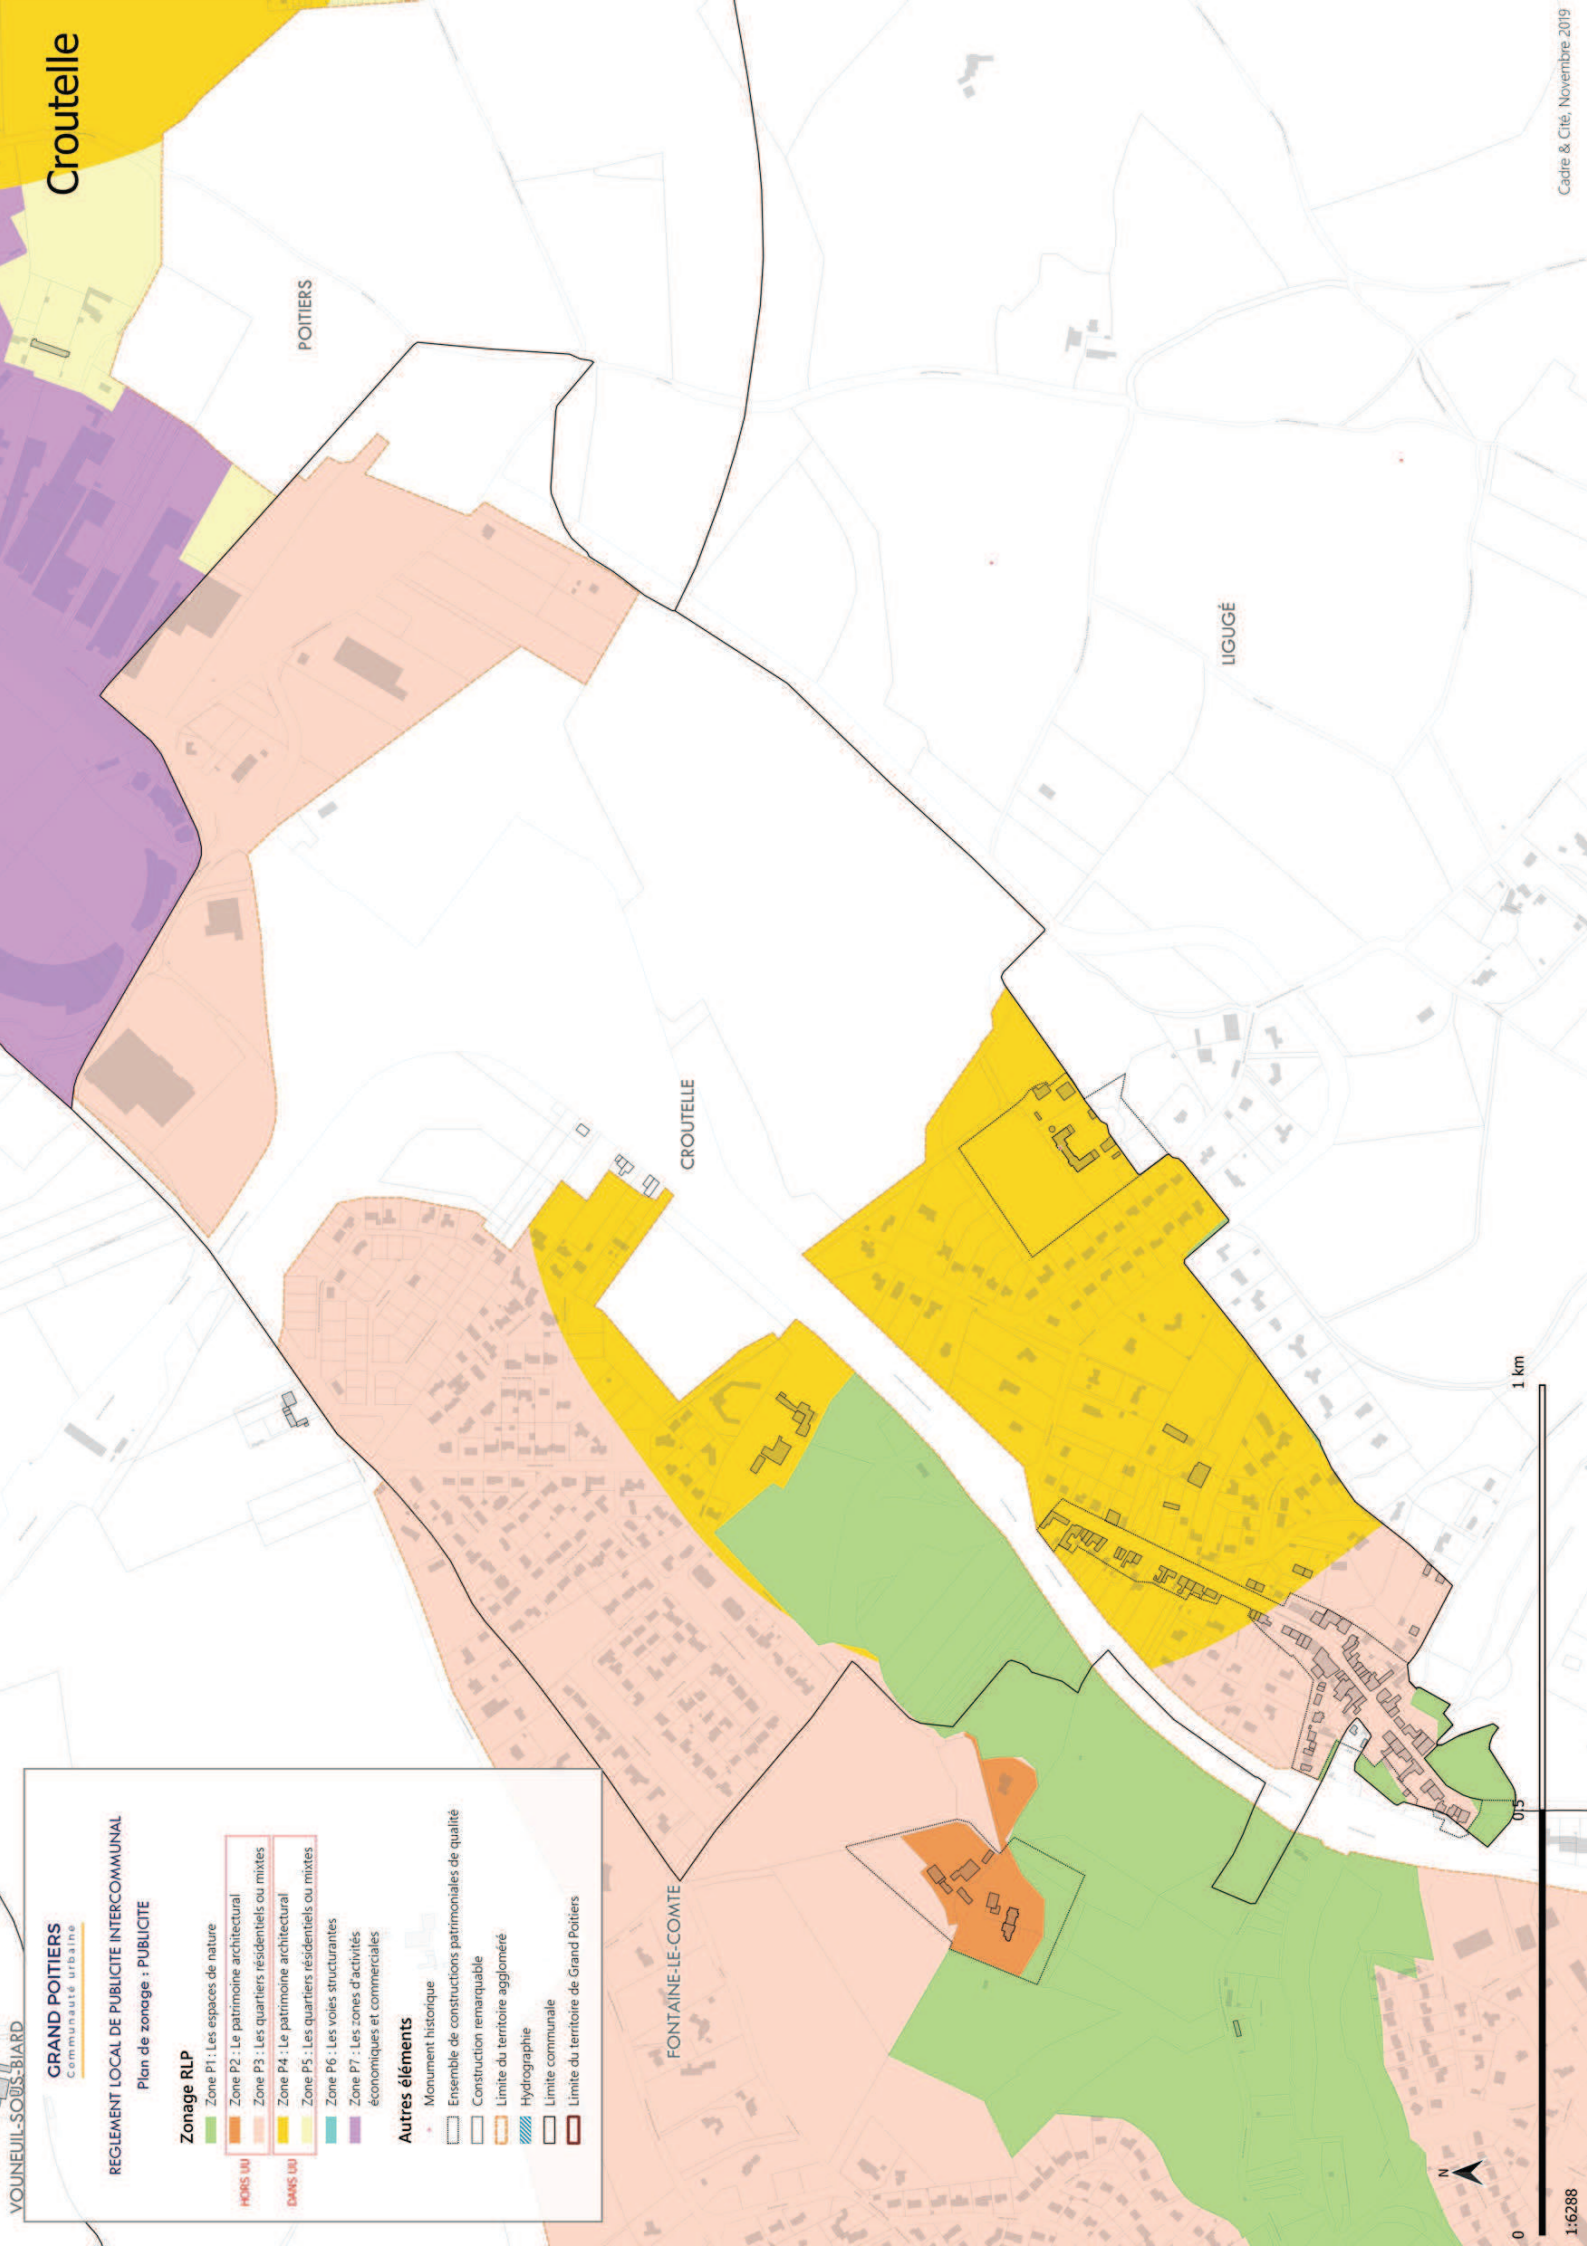 Croutelle
VOUNEUIL-SOUS-BIARD
GRAND POITIERS
Communauté urbaine
REGLEMENT LOCAL DE PUBLICITE INTERCOMMUNAL
Plan de zonage : PUBLICITE
Zonage RLP
Zone P1 : Les espaces de nature
HORS UU
Zone P2 : Le patrimoine architectural
Zone P3 : Les quartiers résidentiels ou mixtes
DANS UU
Zone P4 : Le patrimoine architectural
Zone P5 : Les quartiers résidentiels ou mixtes
Zone P6 : Les voies structurantes
Zone P7 : Les zones d'activités
économiques et commerciales
Autres éléments
Monument historique
Ensemble de constructions patrimoniales de qualité
Construction remarquable
Limite du territoire aggloméré
Hydrographie
Limite communale
Limite du territoire de Grand Poitiers
POITIERS
CROUTELLE
FONTAINE-LE-COMTE
LIGUGÉ
N
0
0.5
1 km
1:6288
Cadre & Cité, Novembre 2019